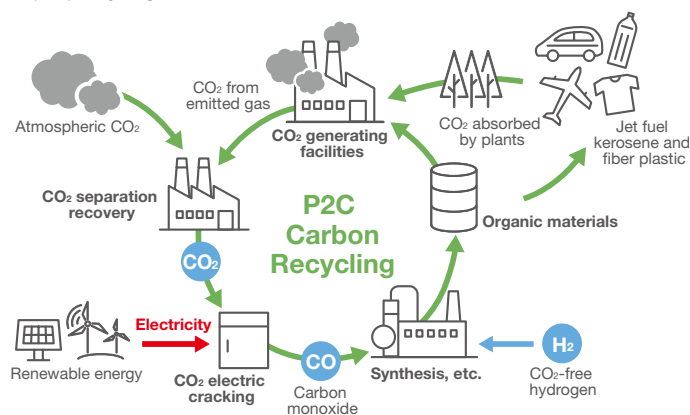 CO₂ from
emitted gas
Atmospheric CO₂
CO₂ generating
facilities
CO₂ absorbed
by plants
Jet fuel
kerosene and
fiber plastic
CO₂ separation
recovery
P2C
Carbon
Recycling
Organic materials
CO₂
Electricity
Renewable energy
CO₂ electric
cracking
CO
Carbon
monoxide
Synthesis, etc.
H₂
CO₂-free
hydrogen